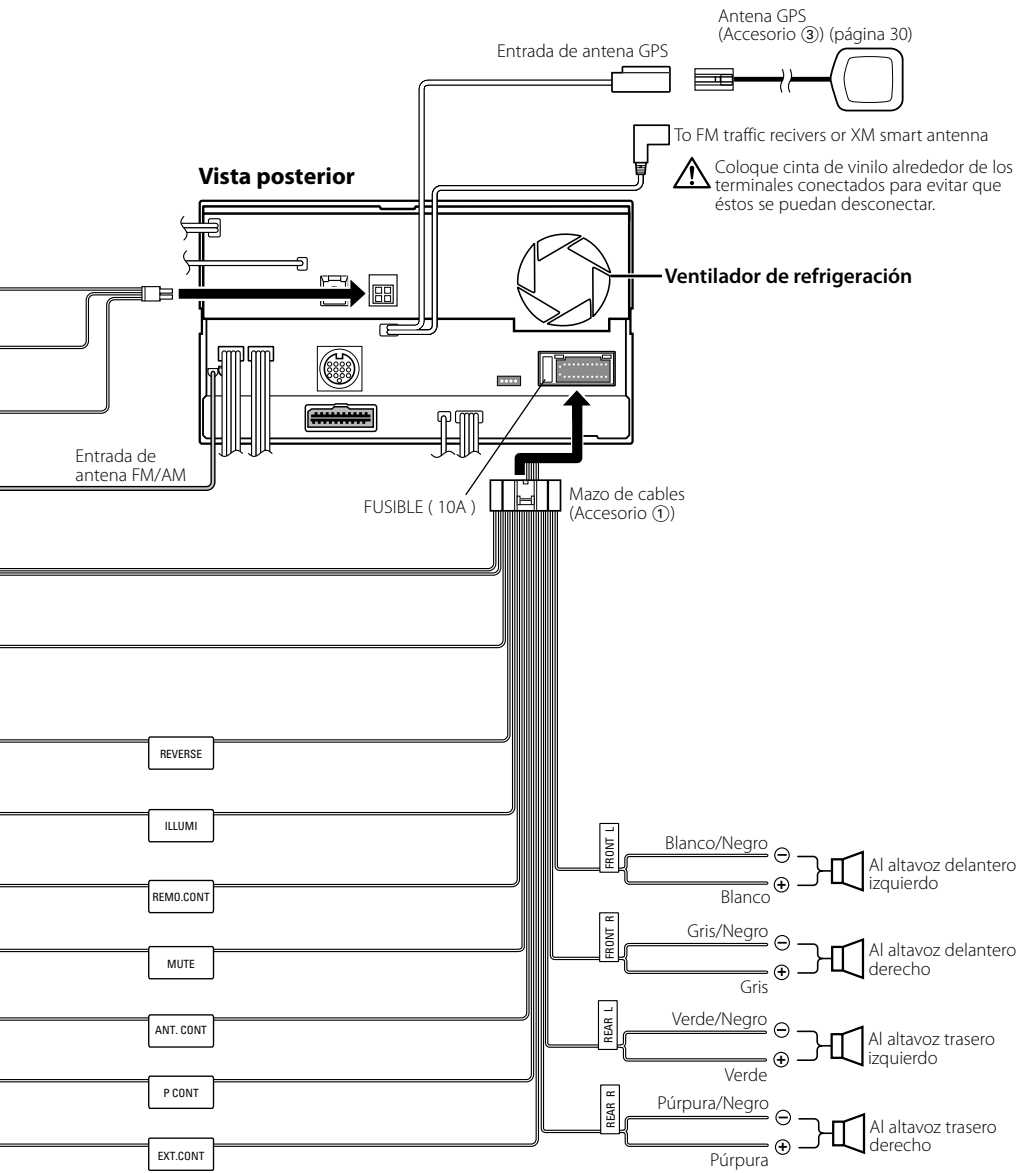 Antena GPS
(Accesorio ③) (página 30)
Entrada de antena GPS
To FM traffic recivers or XM smart antenna
Coloque cinta de vinilo alrededor de los
terminales conectados para evitar que
éstos se puedan desconectar.
Vista posterior
Ventilador de refrigeración
Entrada de
antena FM/AM
FUSIBLE ( 10A )
Mazo de cables
(Accesorio ①)
REVERSE
ILLUMI
REMO.CONT
MUTE
ANT. CONT
P CONT
EXT.CONT
FRONT L
Blanco/Negro
⊖
⊕
Blanco
Al altavoz delantero
izquierdo
FRONT R
Gris/Negro
⊖
⊕
Gris
Al altavoz delantero
derecho
REAR L
Verde/Negro
⊖
⊕
Verde
Al altavoz trasero
izquierdo
REAR R
Púrpura/Negro
⊖
⊕
Púrpura
Al altavoz trasero
derecho